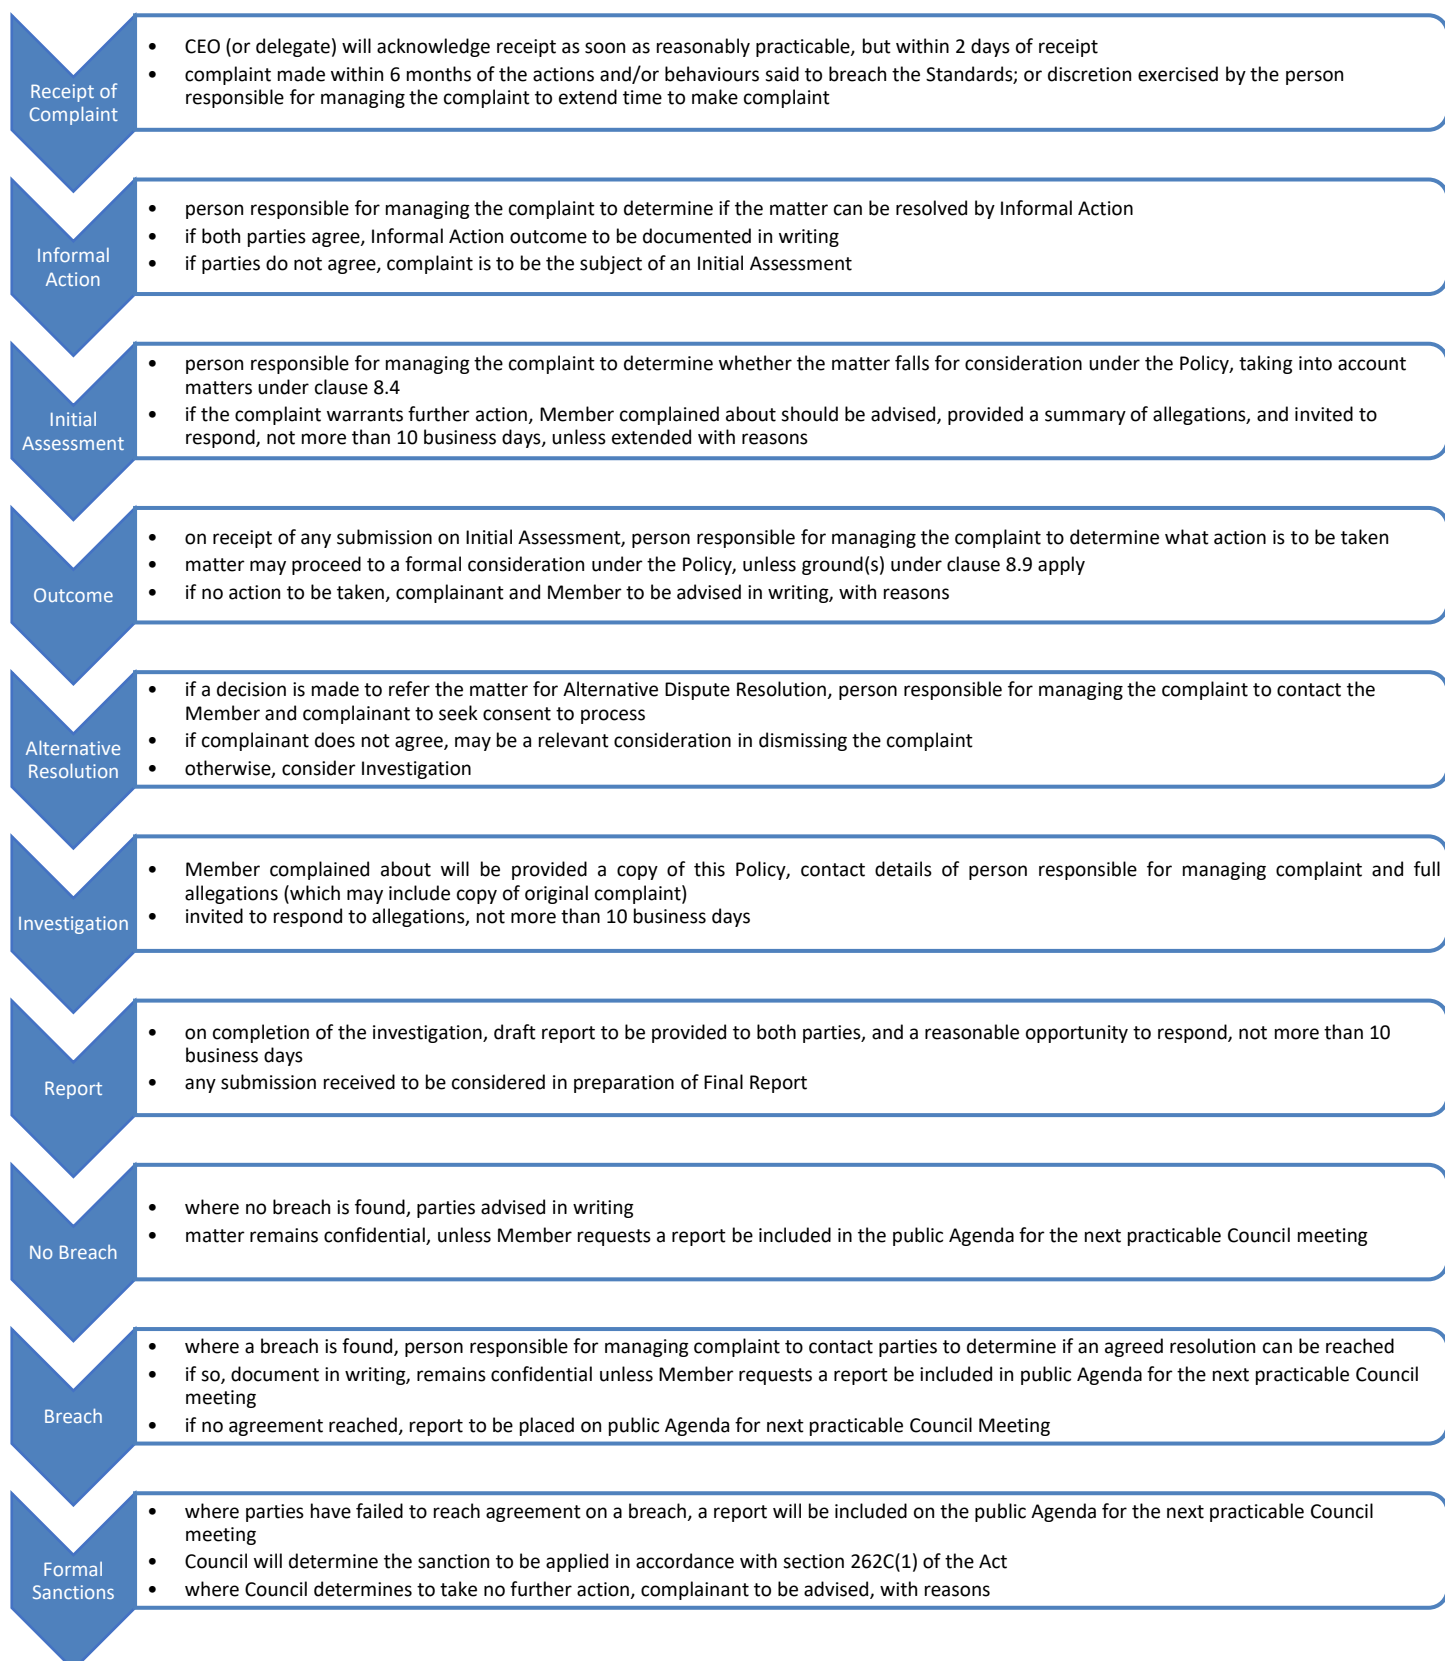 Receipt of
Complaint
• CEO (or delegate) will acknowledge receipt as soon as reasonably practicable, but within 2 days of receipt
• complaint made within 6 months of the actions and/or behaviours said to breach the Standards; or discretion exercised by the person
responsible for managing the complaint to extend time to make complaint
Informal
Action
• person responsible for managing the complaint to determine if the matter can be resolved by Informal Action
• if both parties agree, Informal Action outcome to be documented in writing
• if parties do not agree, complaint is to be the subject of an Initial Assessment
Initial
Assessment
• person responsible for managing the complaint to determine whether the matter falls for consideration under the Policy, taking into account
matters under clause 8.4
• if the complaint warrants further action, Member complained about should be advised, provided a summary of allegations, and invited to
respond, not more than 10 business days, unless extended with reasons
Outcome
• on receipt of any submission on Initial Assessment, person responsible for managing the complaint to determine what action is to be taken
• matter may proceed to a formal consideration under the Policy, unless ground(s) under clause 8.9 apply
• if no action to be taken, complainant and Member to be advised in writing, with reasons
Alternative
Resolution
• if a decision is made to refer the matter for Alternative Dispute Resolution, person responsible for managing the complaint to contact the
Member and complainant to seek consent to process
• if complainant does not agree, may be a relevant consideration in dismissing the complaint
• otherwise, consider Investigation
Investigation
• Member complained about will be provided a copy of this Policy, contact details of person responsible for managing complaint and full
allegations (which may include copy of original complaint)
• invited to respond to allegations, not more than 10 business days
Report
• on completion of the investigation, draft report to be provided to both parties, and a reasonable opportunity to respond, not more than 10
business days
• any submission received to be considered in preparation of Final Report
No Breach
• where no breach is found, parties advised in writing
• matter remains confidential, unless Member requests a report be included in the public Agenda for the next practicable Council meeting
Breach
• where a breach is found, person responsible for managing complaint to contact parties to determine if an agreed resolution can be reached
• if so, document in writing, remains confidential unless Member requests a report be included in public Agenda for the next practicable Council
meeting
• if no agreement reached, report to be placed on public Agenda for next practicable Council Meeting
Formal
Sanctions
• where parties have failed to reach agreement on a breach, a report will be included on the public Agenda for the next practicable Council
meeting
• Council will determine the sanction to be applied in accordance with section 262C(1) of the Act
• where Council determines to take no further action, complainant to be advised, with reasons